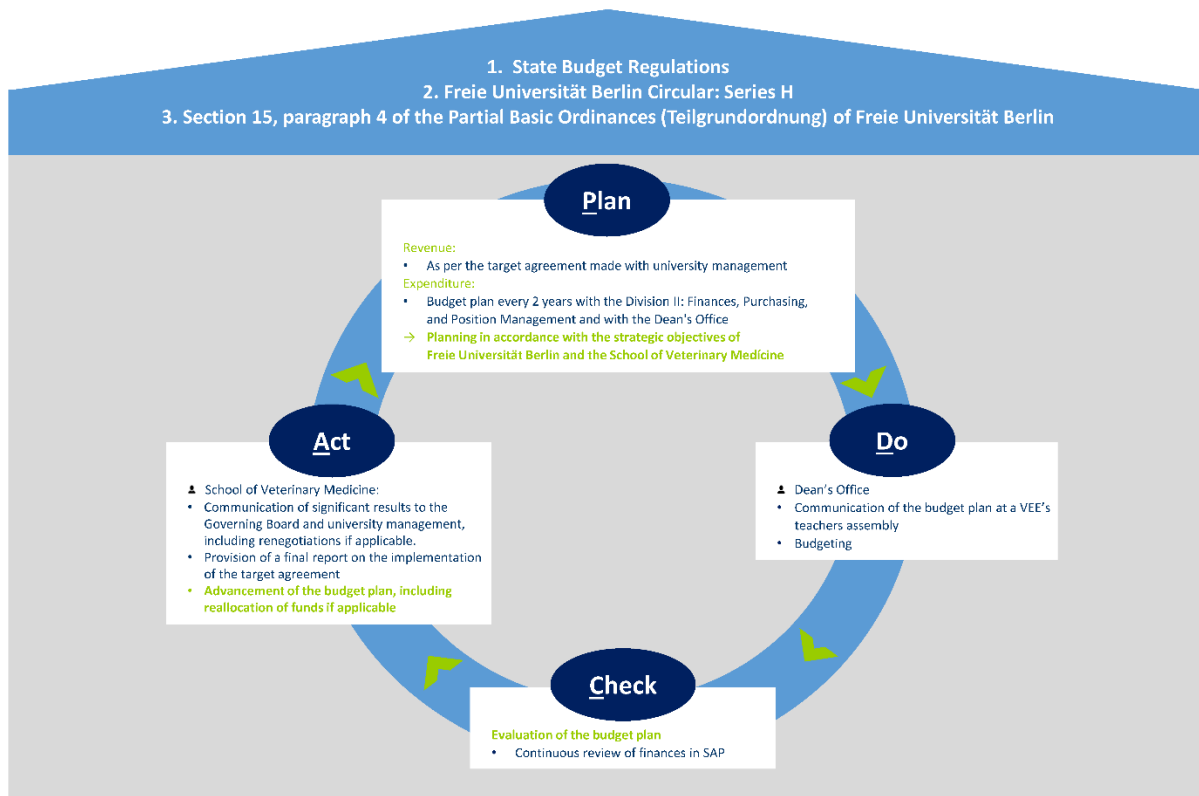 1. State Budget Regulations
2. Freie Universität Berlin Circular: Series H
3. Section 15, paragraph 4 of the Partial Basic Ordinances (Teilgrundordnung) of Freie Universität Berlin
Plan
Revenue:
• As per the target agreement made with university management
Expenditure:
• Budget plan every 2 years with the Division II: Finances, Purchasing,
and Position Management and with the Dean's Office
→ Planning in accordance with the strategic objectives of
Freie Universität Berlin and the School of Veterinary Medicine
Act
School of Veterinary Medicine:
• Communication of significant results to the
Governing Board and university management,
including renegotiations if applicable.
• Provision of a final report on the implementation
of the target agreement
• Advancement of the budget plan, including
reallocation of funds if applicable
Do
Dean's Office
• Communication of the budget plan at a VEE's
teachers assembly
• Budgeting
Check
Evaluation of the budget plan
• Continuous review of finances in SAP